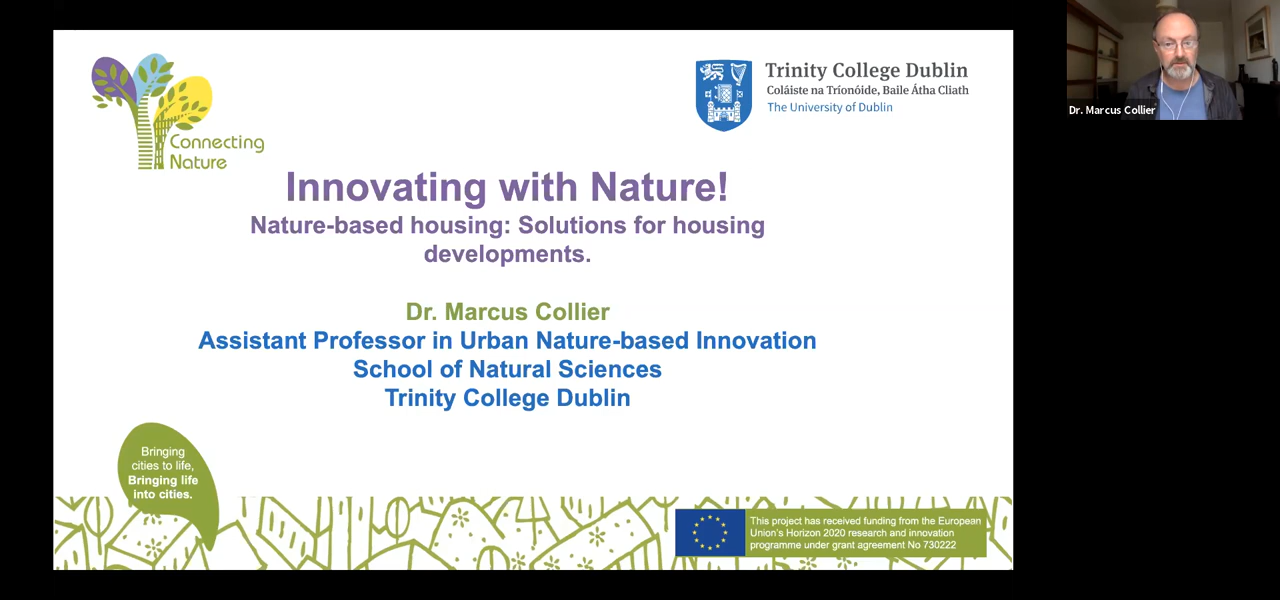 Connecting
Nature
Trinity College Dublin
Coláiste na Tríonóide, Baile Átha Cliath
The University of Dublin
Dr. Marcus Collier
Innovating with Nature!
Nature-based housing: Solutions for housing
developments.
Dr. Marcus Collier
Assistant Professor in Urban Nature-based Innovation
School of Natural Sciences
Trinity College Dublin
Bringing
cities to life,
Bringing life
into cities.
This project has received funding from the European
Union's Horizon 2020 research and innovation
programme under grant agreement No 730222